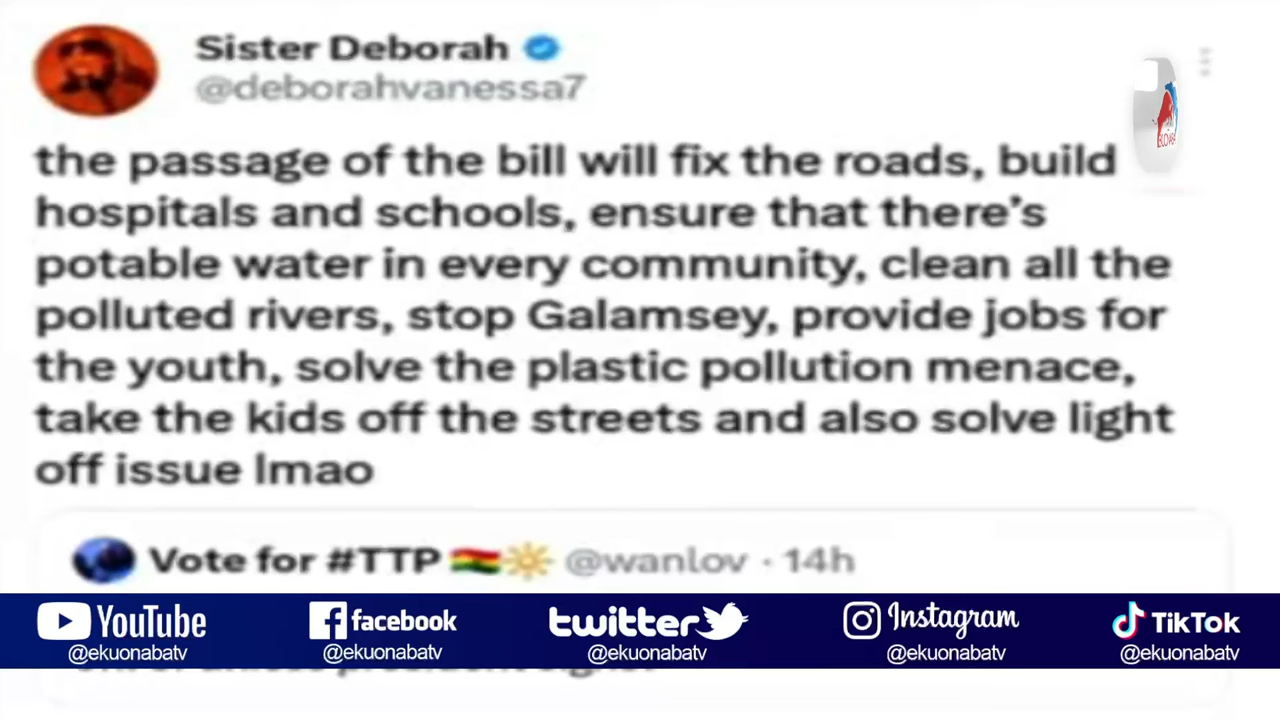 Sister Deborah
@deborahvanessa7
the passage of the bill will fix the roads, build
hospitals and schools, ensure that there's
potable water in every community, clean all the
polluted rivers, stop Galamsey, provide jobs for
the youth, solve the plastic pollution menace,
take the kids off the streets and also solve light
off issue lmao
Vote for #TTP 🇬🇭☀️ @wanlov · 14h
YouTube facebook twitter Instagram TikTok
@ekuonabatv @ekuonabatv @ekuonabatv @ekuonabatv @ekuonabatv